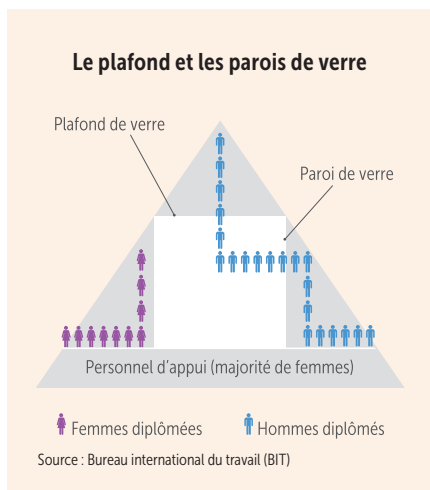 Le plafond et les parois de verre
Plafond de verre
Paroi de verre
Personnel d’appui (majorité de femmes)
Femmes diplômées
Hommes diplômés
Source : Bureau international du travail (BIT)